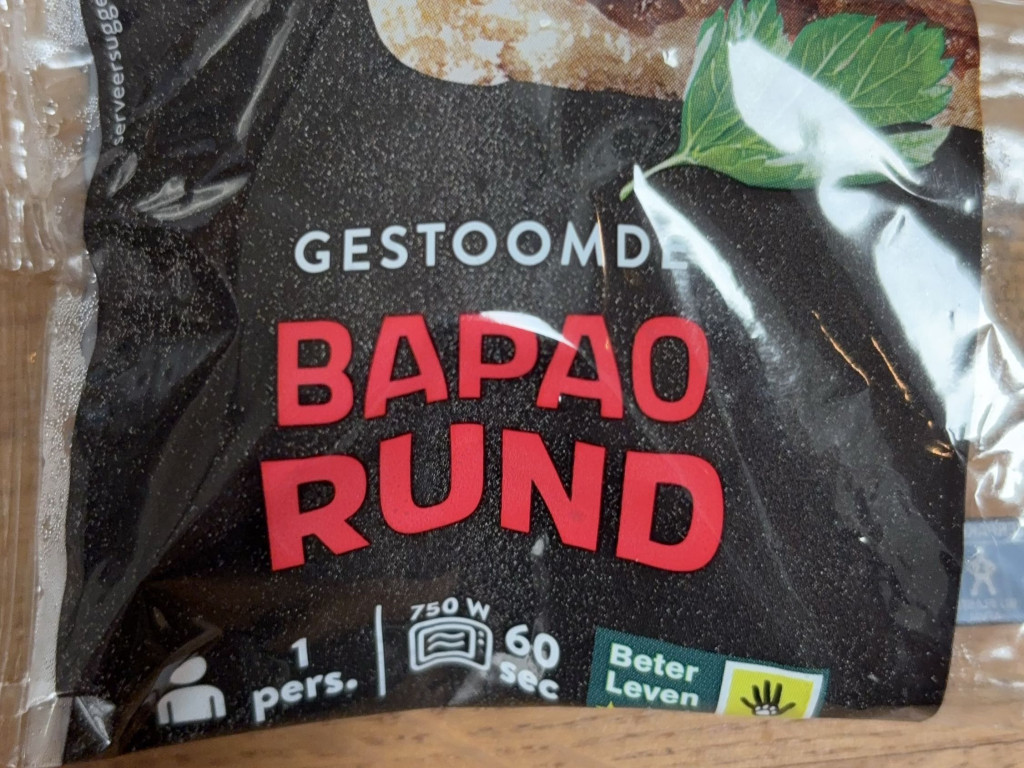 GESTOOMDE
BAPAO
RUND
1
pers.
750 W
60
sec
Beter
Leven